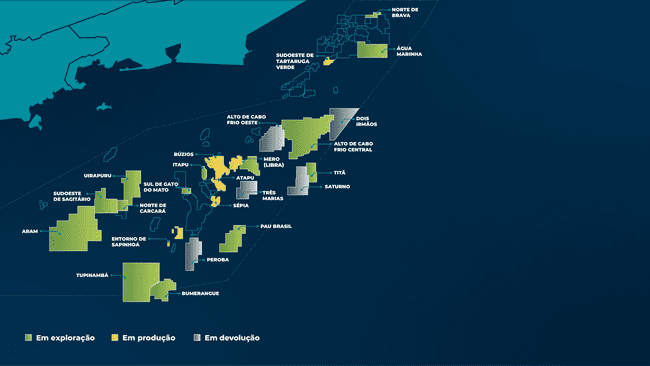 NORTE DE
BRAVA
ÁGUA
MARINHA
SUDOESTE DE
TARTARUGA
VERDE
ALTO DE CABO
FRIO OESTE
DOIS
IRMÃOS
ALTO DE CABO
FRIO CENTRAL
BÚZIOS
ITAPU
MERO
(LIBRA)
UIRAPURU
SUL DE GATO
DO MATO
ATAPU
TITÃ
SATURNO
SUDOESTE
DE SAGITÁRIO
TRÊS
MARIAS
NORTE DE
CARCARÁ
SÉPIA
ARAM
ENTORNO DE
SAPINHOÁ
PAU BRASIL
PEROBA
TUPINAMBÁ
BUMERANGUE
Em exploração
Em produção
Em devolução